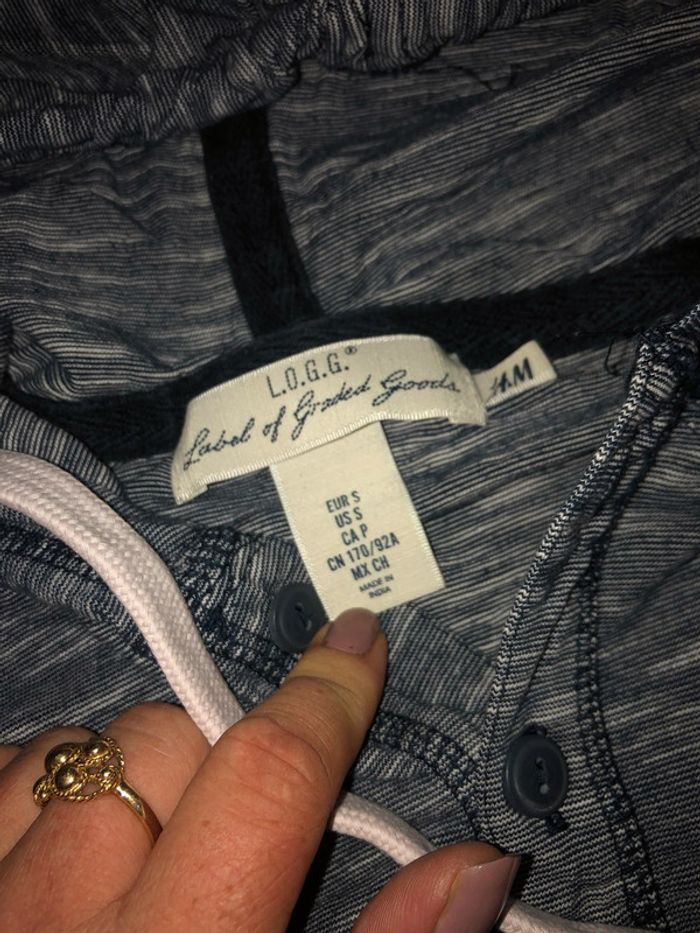 L.O.G.G.®
Label of Graded Goods
H.M
EUR S
US S
CA P
CN 170/92A
MX CH
MADE IN
INDIA